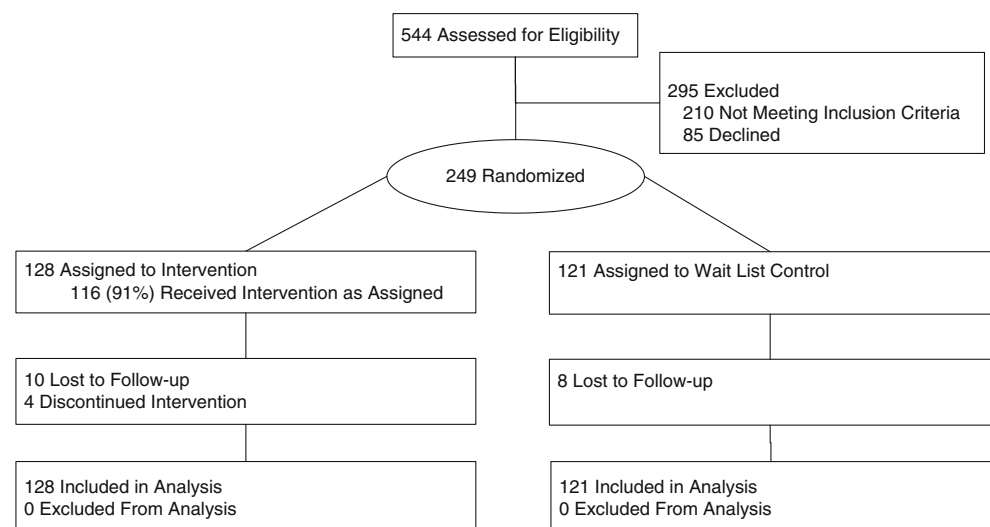 544 Assessed for Eligibility
295 Excluded
210 Not Meeting Inclusion Criteria
85 Declined
249 Randomized
128 Assigned to Intervention
116 (91%) Received Intervention as Assigned
121 Assigned to Wait List Control
10 Lost to Follow-up
4 Discontinued Intervention
8 Lost to Follow-up
128 Included in Analysis
0 Excluded From Analysis
121 Included in Analysis
0 Excluded From Analysis